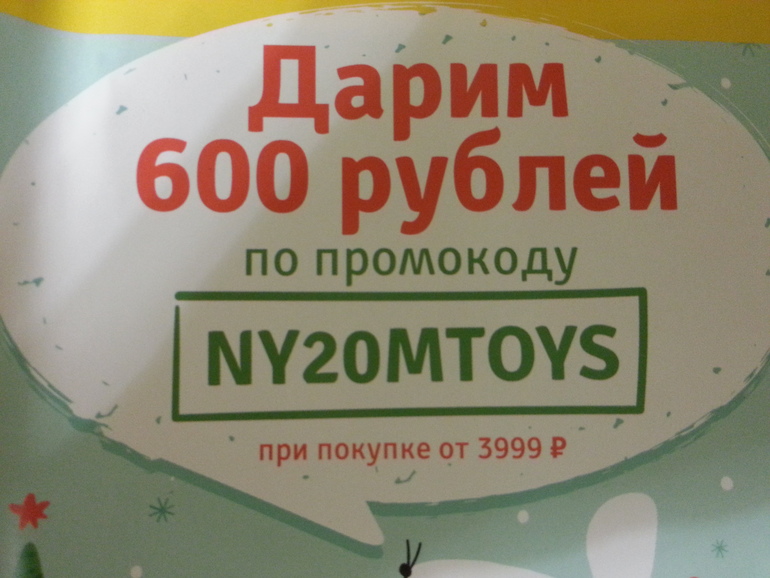 Дарим
600 рублей
по промокоду
NY20MTOYS
при покупке от 3999 ₽